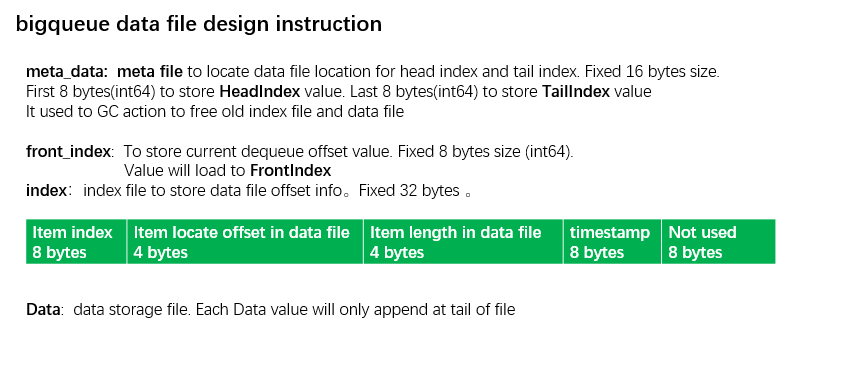 bigqueue data file design instruction
meta_data: meta file to locate data file location for head index and tail index. Fixed 16 bytes size.
First 8 bytes(int64) to store HeadIndex value. Last 8 bytes(int64) to store TailIndex value
It used to GC action to free old index file and data file
front_index: To store current dequeue offset value. Fixed 8 bytes size (int64).
Value will load to FrontIndex
index： index file to store data file offset info。Fixed 32 bytes 。
Item index Item locate offset in data file Item length in data file timestamp Not used
8 bytes 4 bytes 4 bytes 8 bytes 8 bytes
Data: data storage file. Each Data value will only append at tail of file